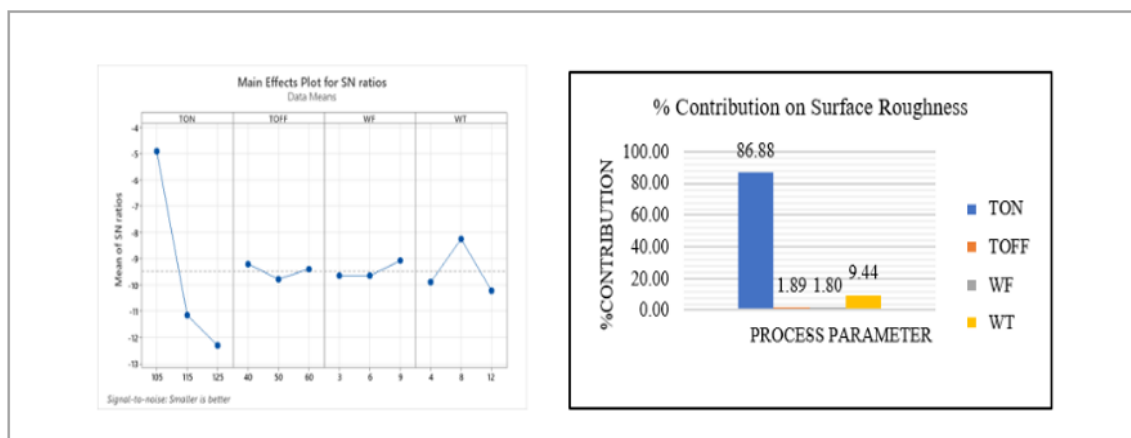 Main Effects Plot for SN ratios
Data Means
TON TOFF WF WT
Mean of SN ratios
-4
-5
-6
-7
-8
-9
-10
-11
-12
-13
105 115 125 40 50 60 3 6 9 4 8 12
Signal-to-noise: Smaller is better
% Contribution on Surface Roughness
%CONTRIBUTION
100.00
80.00
60.00
40.00
20.00
0.00
86.88
1.89 1.80 9.44
PROCESS PARAMETER
TON
TOFF
WF
WT